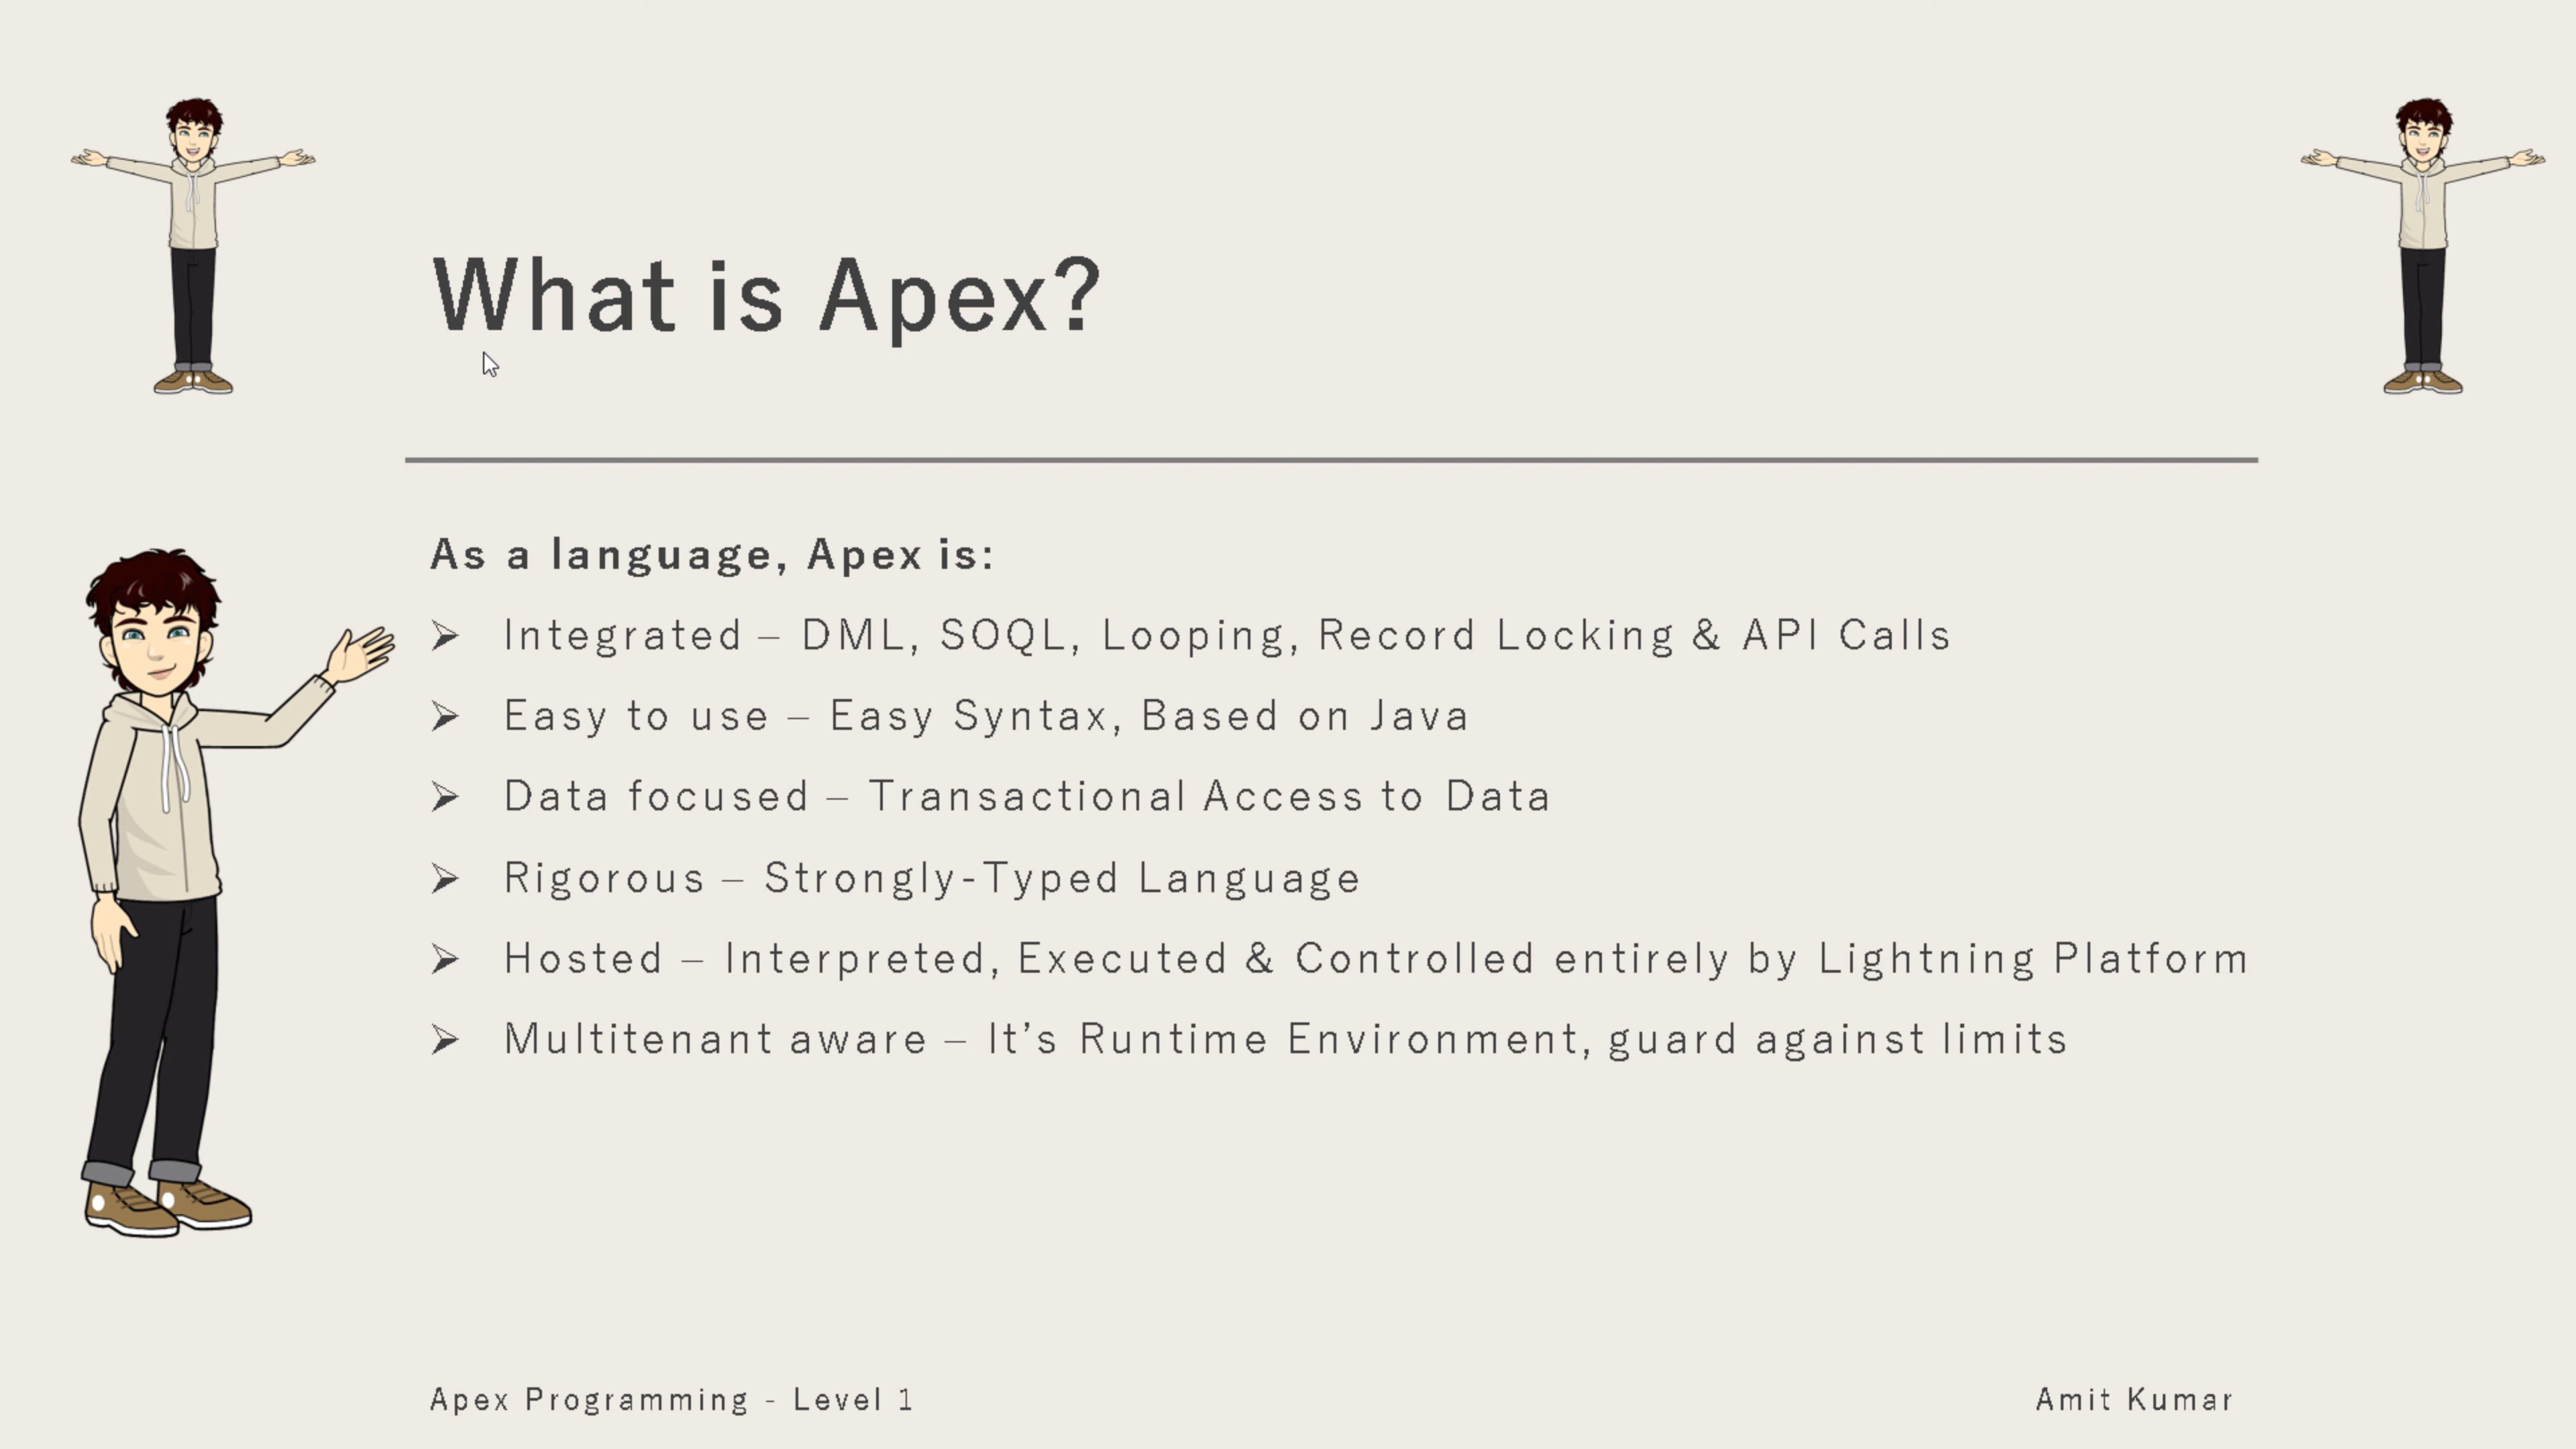 What is Apex?
As a language, Apex is:
➢ Integrated – DML, SOQL, Looping, Record Locking & API Calls
➢ Easy to use – Easy Syntax, Based on Java
➢ Data focused – Transactional Access to Data
➢ Rigorous – Strongly-Typed Language
➢ Hosted – Interpreted, Executed & Controlled entirely by Lightning Platform
➢ Multitenant aware – It’s Runtime Environment, guard against limits
Apex Programming - Level 1
Amit Kumar